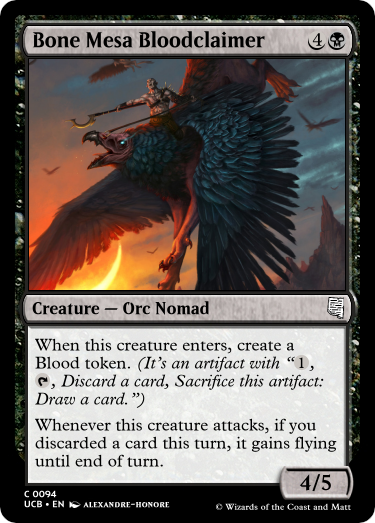 Bone Mesa Bloodclaimer 4
Creature — Orc Nomad
When this creature enters, create a
Blood token. (It's an artifact with “1,
, Discard a card, Sacrifice this artifact:
Draw a card.”)
Whenever this creature attacks, if you
discarded a card this turn, it gains flying
until end of turn.
4/5
C 0094
UCB • EN ALEXANDRE-HONORE
© Wizards of the Coast and Matt